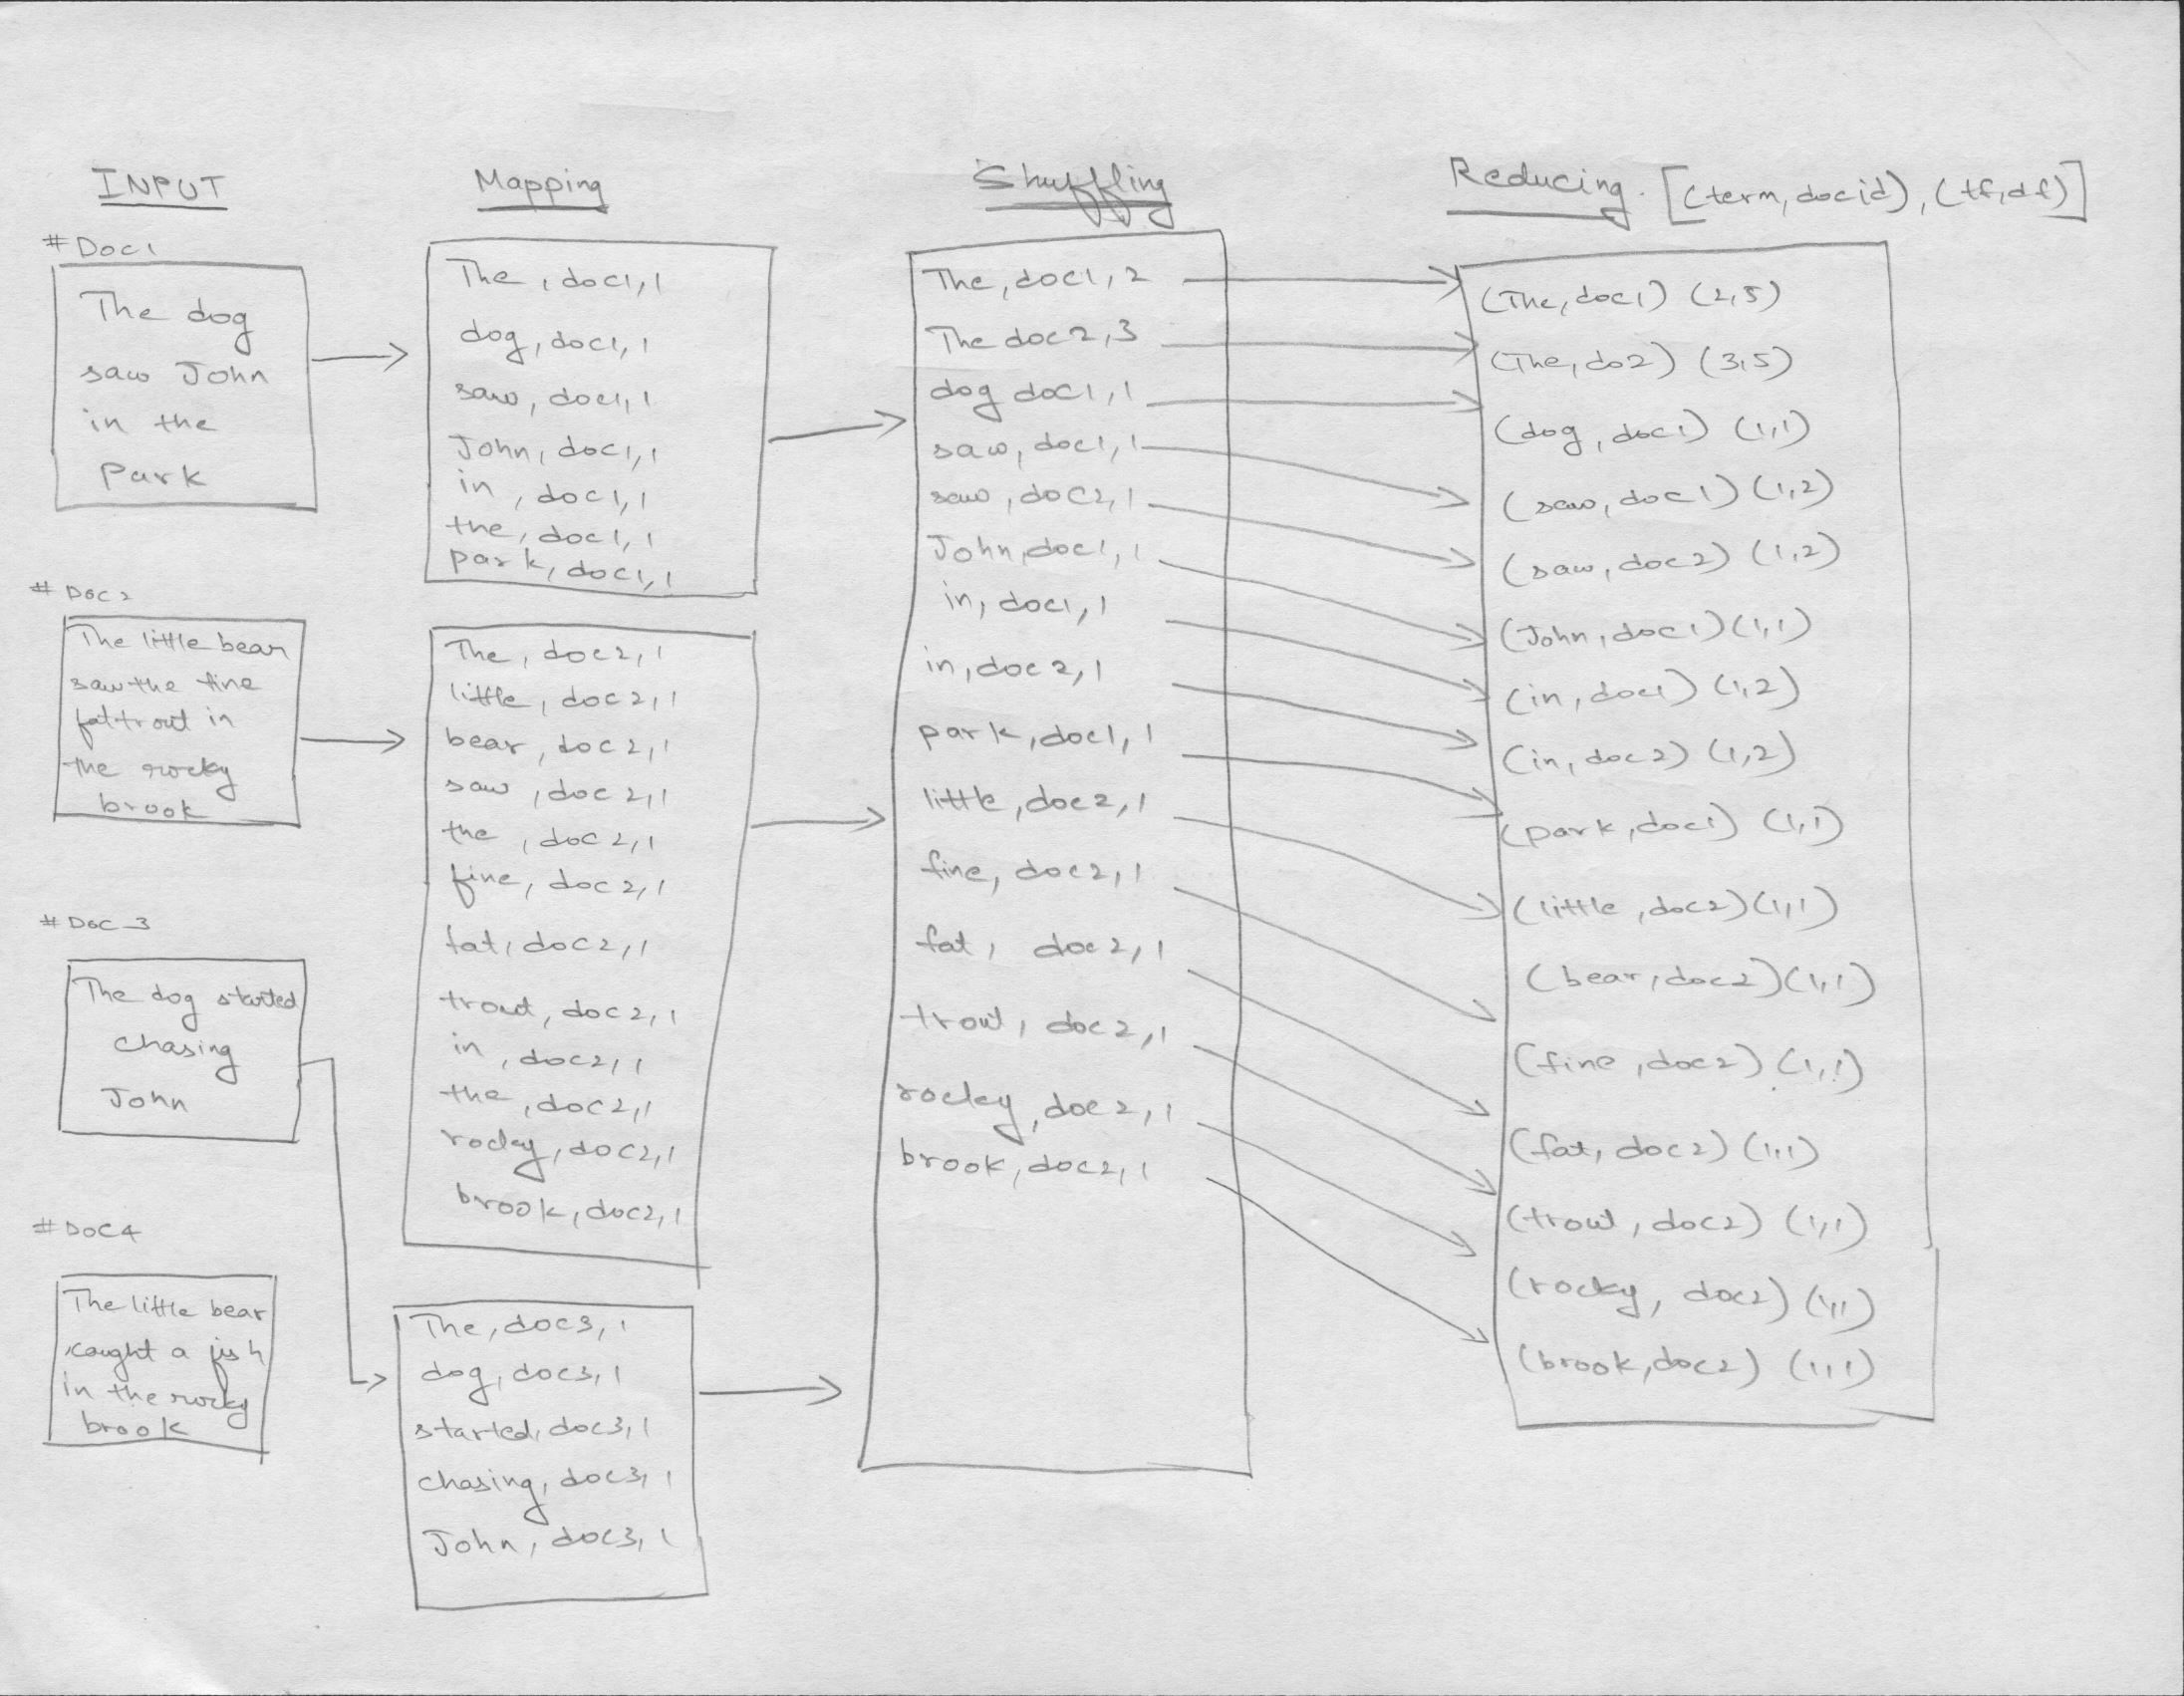 INPUT
#Doc1
The dog
saw John
in the
Park
#Doc2
The little bear
saw the fine
fat trout in
the rocky
brook
#Doc_3
The dog started
chasing
John
#Doc4
The little bear
caught a fish
in the rocky
brook
Mapping
The, doc1, 1
dog, doc1, 1
saw, doc1, 1
John, doc1, 1
in, doc1, 1
the, doc1, 1
park, doc1, 1
The, doc2, 1
little, doc2, 1
bear, doc2, 1
saw, doc2, 1
the, doc2, 1
fine, doc2, 1
fat, doc2, 1
trout, doc2, 1
in, doc2, 1
the, doc2, 1
rocky, doc2, 1
brook, doc2, 1
The, doc3, 1
dog, doc3, 1
started, doc3, 1
chasing, doc3, 1
John, doc3, 1
Shuffling
The, doc1, 2
The doc2, 3
dog doc1, 1
saw, doc1, 1
saw, doc2, 1
John, doc1, 1
in, doc1, 1
in, doc2, 1
park, doc1, 1
little, doc2, 1
fine, doc2, 1
fat, doc2, 1
trout, doc2, 1
rocky, doc2, 1
brook, doc2, 1
Reducing. [(term, docid), (tf, df)]
(The, doc1) (2,5)
(The, do2) (3,5)
(dog, doc1) (1,1)
(saw, doc1) (1,2)
(saw, doc2) (1,2)
(John, doc1) (1,1)
(in, doc1) (1,2)
(in, doc2) (1,2)
(park, doc1) (1,1)
(little, doc2) (1,1)
(bear, doc2) (1,1)
(fine, doc2) (1,1)
(fat, doc2) (1,1)
(trout, doc2) (1,1)
(rocky, doc2) (1,1)
(brook, doc2) (1,1)